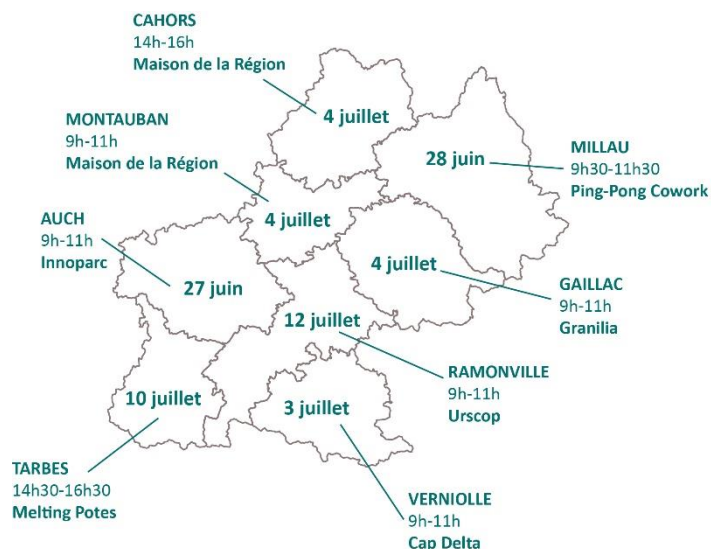 CAHORS
14h-16h
Maison de la Région
4 juillet
MONTAUBAN
9h-11h
Maison de la Région
4 juillet
28 juin
MILLAU
9h30-11h30
Ping-Pong Cowork
AUCH
9h-11h
Innoparc
27 juin
4 juillet
GAILLAC
9h-11h
Granilia
12 juillet
RAMONVILLE
9h-11h
Urscop
10 juillet
TARBES
14h30-16h30
Melting Potes
3 juillet
VERNIOLLE
9h-11h
Cap Delta